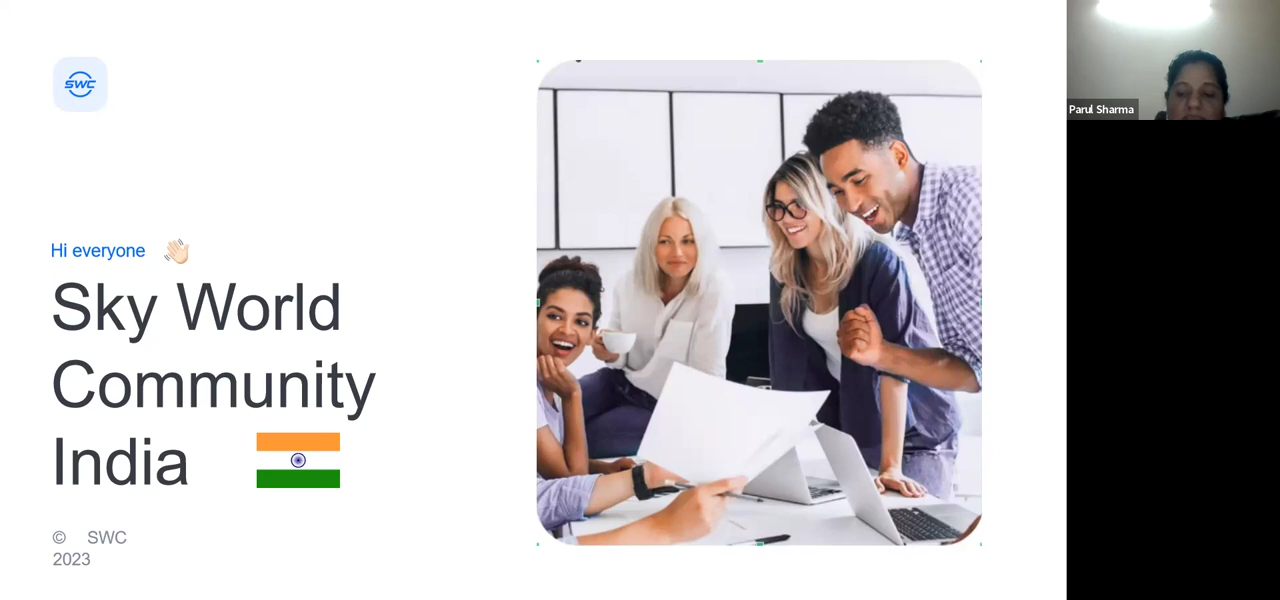 SWC
Hi everyone 👋🏻
Sky World
Community
India
© SWC
2023
Parul Sharma